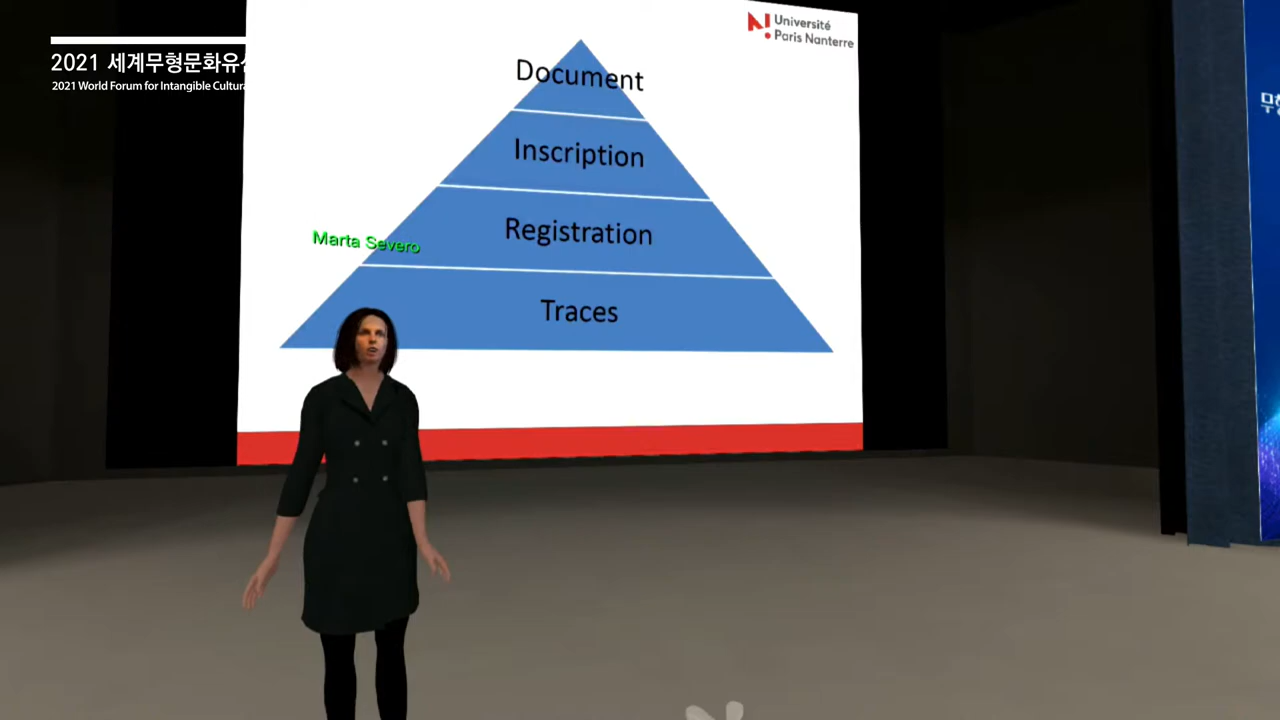 2021 세계무형문화유
2021 World Forum for Intangible Cultura
Université
Paris Nanterre
Document
Inscription
Registration
Traces
Marta Severo